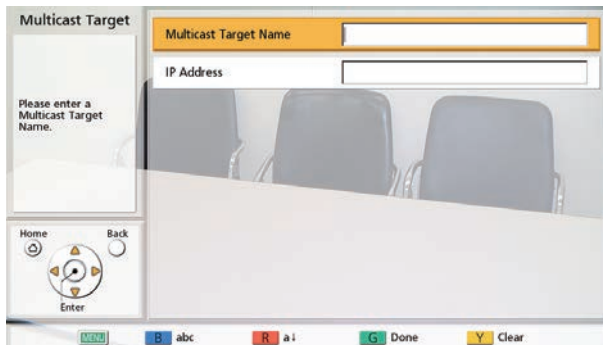 Multicast Target
Multicast Target Name
IP Address
Please enter a
Multicast Target
Name.
Home
Back
Enter
MENU
B abc
R a↓
G Done
Y Clear